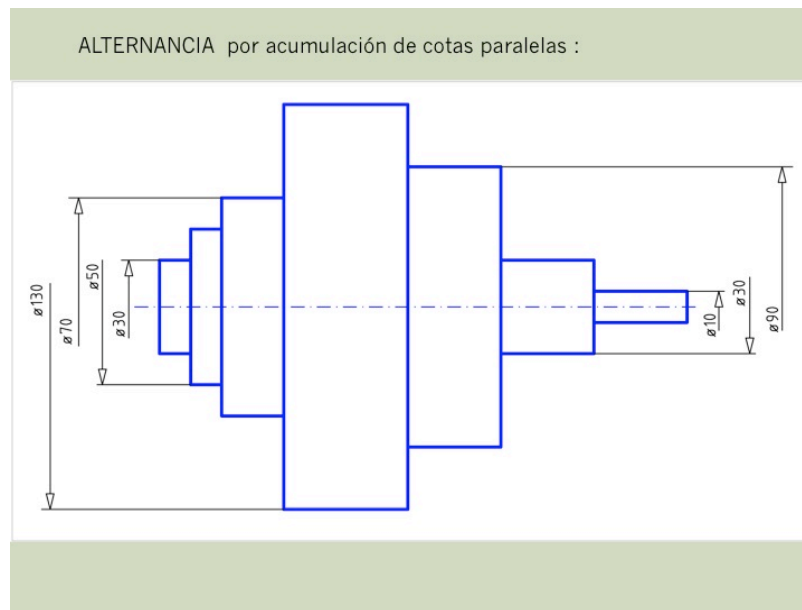 ALTERNANCIA por acumulación de cotas paralelas :
ø130
ø70
ø50
ø30
ø10
ø30
ø90